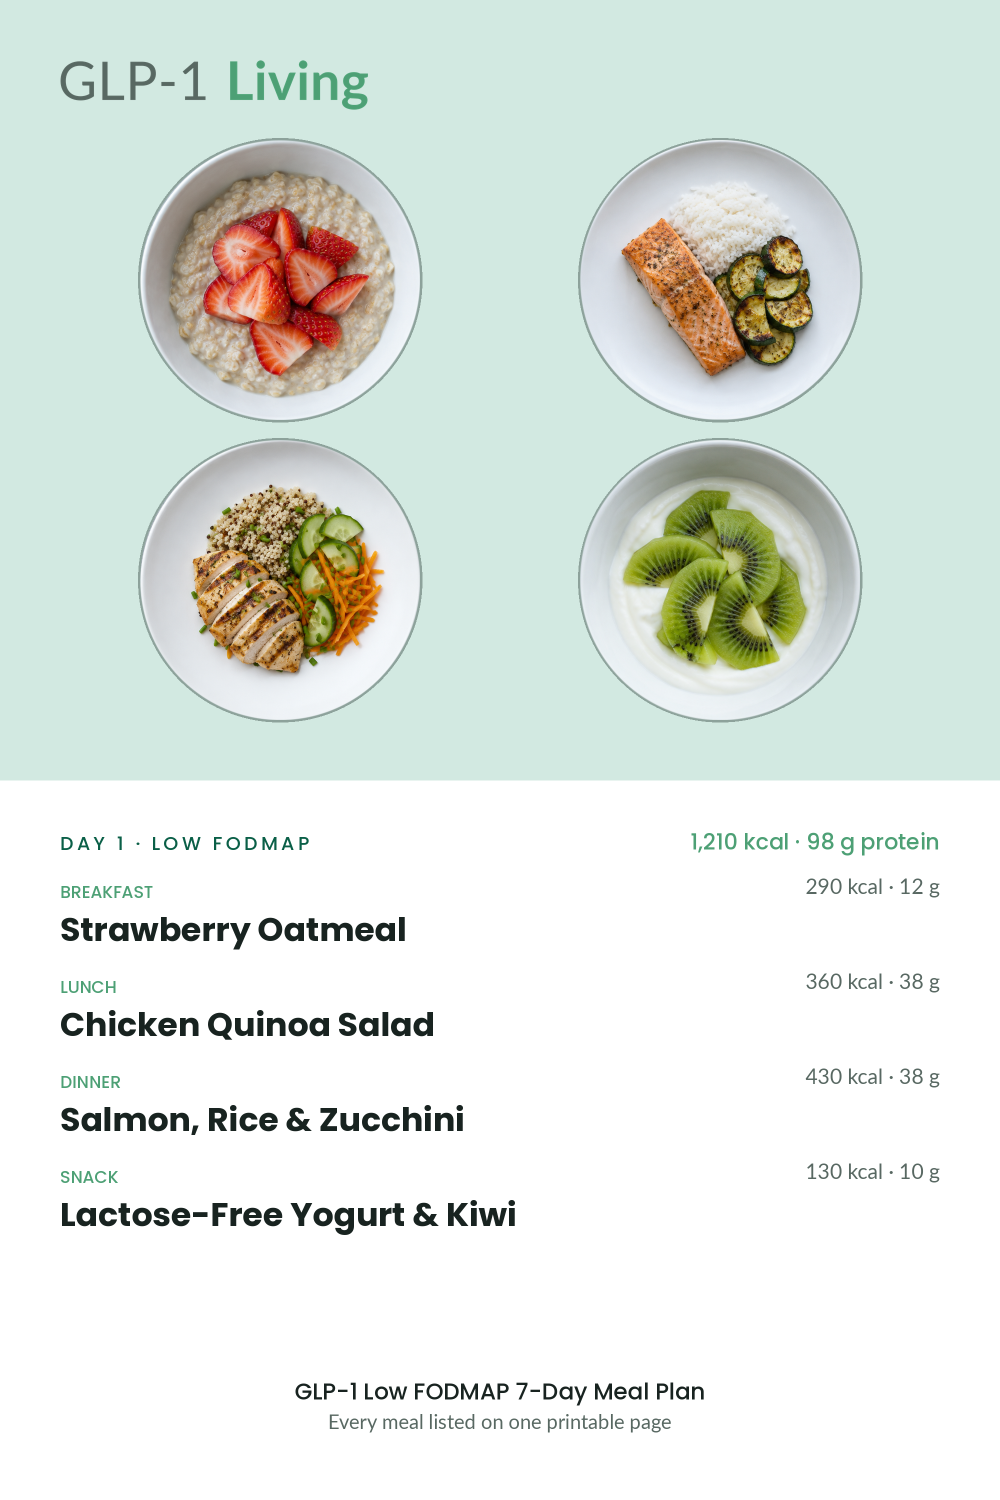 GLP-1 Living
DAY 1 · LOW FODMAP
1,210 kcal · 98 g protein
BREAKFAST
290 kcal · 12 g
Strawberry Oatmeal
LUNCH
360 kcal · 38 g
Chicken Quinoa Salad
DINNER
430 kcal · 38 g
Salmon, Rice & Zucchini
SNACK
130 kcal · 10 g
Lactose-Free Yogurt & Kiwi
GLP-1 Low FODMAP 7-Day Meal Plan
Every meal listed on one printable page